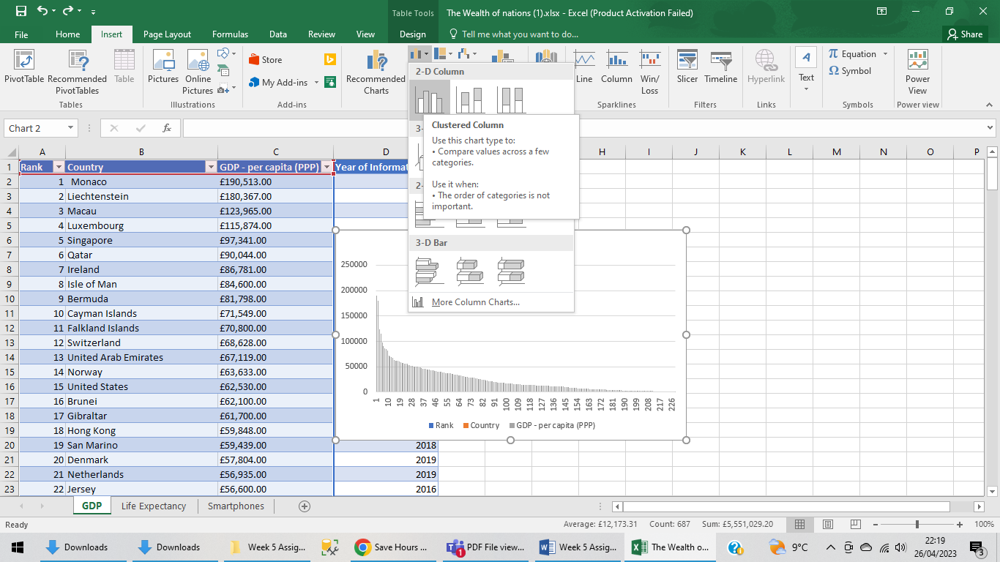 Table Tools
The Wealth of nations (1).xlsx - Excel (Product Activation Failed)
File Home Insert Page Layout Formulas Data Review View Design Tell me what you want to do... Share
PivotTable Recommended PivotTables Table
Tables
Pictures Online Pictures
Illustrations
Store
My Add-ins
Add-ins
Recommended Charts
Line Column Win/Loss
Sparklines
Slicer Timeline
Filters
Hyperlink
Links
A
Text
π Equation
Ω Symbol
Symbols
Power View
Power view
2-D Column
3-
2-
Clustered Column
Use this chart type to:
• Compare values across a few
categories.
Use it when:
• The order of categories is not
important.
3-D Bar
More Column Charts...
Chart 2 fx
A B C D H I J K L M N O P
1 Rank Country GDP - per capita (PPP) Year of Informat
2 1 Monaco £190,513.00
3 2 Liechtenstein £180,367.00
4 3 Macau £123,965.00
5 4 Luxembourg £115,874.00
6 5 Singapore £97,341.00
7 6 Qatar £90,044.00
8 7 Ireland £86,781.00
9 8 Isle of Man £84,600.00
10 9 Bermuda £81,798.00
11 10 Cayman Islands £71,549.00
12 11 Falkland Islands £70,800.00
13 12 Switzerland £68,628.00
14 13 United Arab Emirates £67,119.00
15 14 Norway £63,633.00
16 15 United States £62,530.00
17 16 Brunei £62,100.00
18 17 Gibraltar £61,700.00
19 18 Hong Kong £59,848.00
20 19 San Marino £59,439.00 2018
21 20 Denmark £57,804.00 2019
22 21 Netherlands £56,935.00 2019
23 22 Jersey £56,600.00 2016
250000
200000
150000
100000
50000
0
1 10 19 28 37 46 55 64 73 82 91 100 109 118 127 136 145 154 163 172 181 190 199 208 217 226
Rank Country GDP - per capita (PPP)
GDP Life Expectancy Smartphones
Ready Average: £12,173.31 Count: 687 Sum: £5,551,029.20 100%
Downloads Downloads Week 5 Assig... Save Hours ... PDF File view... Week 5 Assig... The Wealth o... 9°C
1
22:19
26/04/2023
3